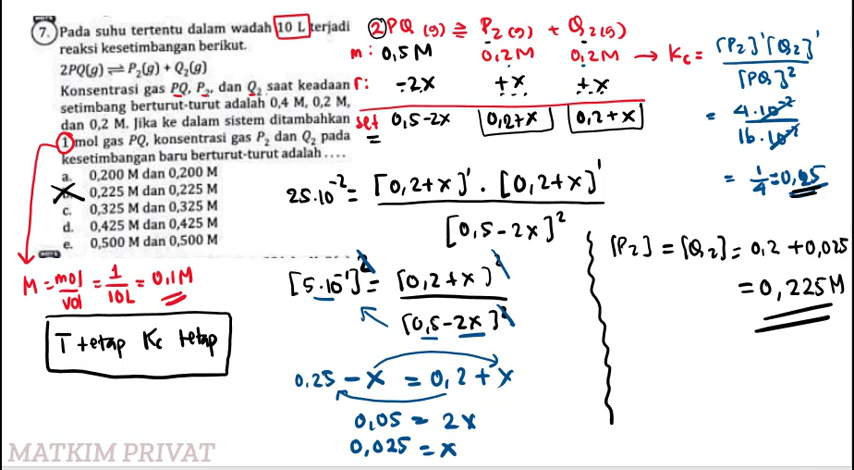 7. Pada suhu tertentu dalam wadah 10 L terjadi
reaksi kesetimbangan berikut.
2PQ(g) ⇌ P₂(g) + Q₂(g)
Konsentrasi gas PQ, P₂, dan Q₂ saat keadaan
setimbang berturut-turut adalah 0,4 M, 0,2 M,
dan 0,2 M. Jika ke dalam sistem ditambahkan
1 mol gas PQ, konsentrasi gas P₂ dan Q₂ pada
kesetimbangan baru berturut-turut adalah . . . .
a. 0,200 M dan 0,200 M
0,225 M dan 0,225 M
c. 0,325 M dan 0,325 M
d. 0,425 M dan 0,425 M
e. 0,500 M dan 0,500 M
M = mol/vol = 1/10L = 0,1 M
T tetap Kc tetap
2PQ(g) ⇌ P₂(g) + Q₂(g)
m: 0,5 M 0,2 M 0,2 M → Kc = [P₂]¹[Q₂]¹ / [PQ]²
r: -2x +x +x
set 0,5-2x 0,2+x 0,2+x
= 4·10⁻² / 16·10⁻²
= 1/4 = 0,25
25·10⁻² = [0,2+x]¹ · [0,2+x]¹ / [0,5-2x]²
[5·10⁻¹]² = [0,2+x]² / [0,5-2x]²
0,25 - x = 0,2 + x
0,05 = 2x
0,025 = x
[P₂] = [Q₂] = 0,2 + 0,025
= 0,225 M
MATKIM PRIVAT